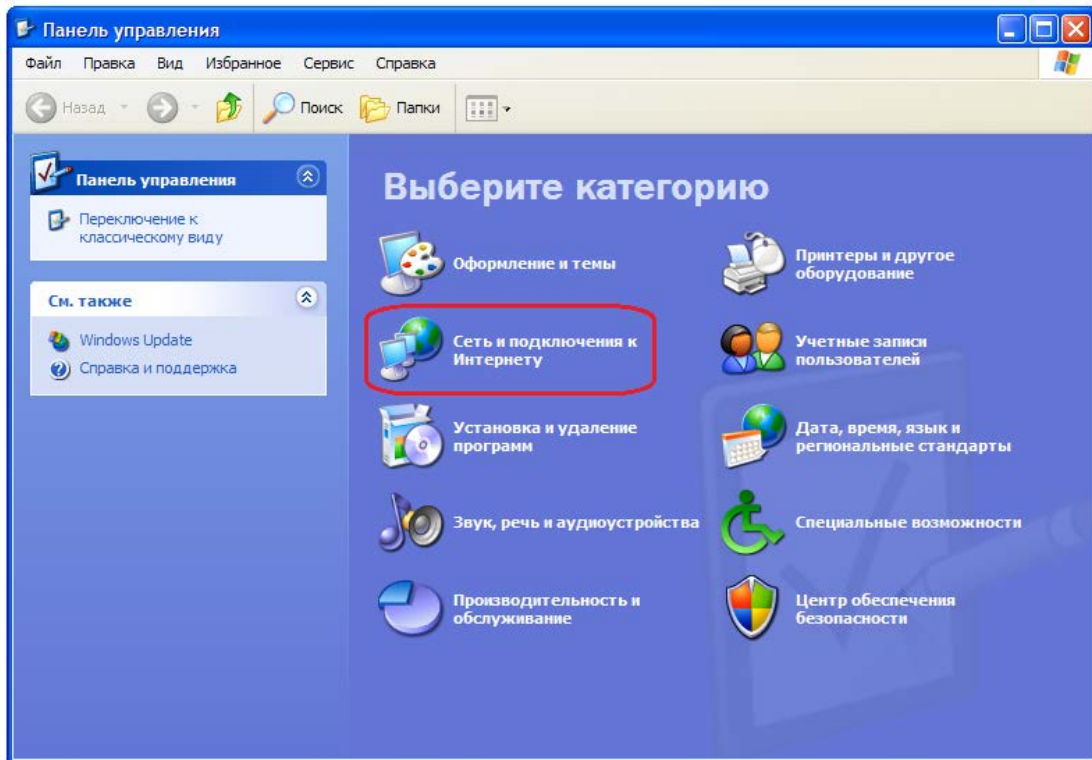 Панель управления
Файл Правка Вид Избранное Сервис Справка
Назад Поиск Папки
Панель управления
Переключение к
классическому виду
См. также
Windows Update
Справка и поддержка
Выберите категорию
Оформление и темы
Принтеры и другое
оборудование
Сеть и подключения к
Интернету
Учетные записи
пользователей
Установка и удаление
программ
Дата, время, язык и
региональные стандарты
Звук, речь и аудиоустройства
Специальные возможности
Производительность и
обслуживание
Центр обеспечения
безопасности